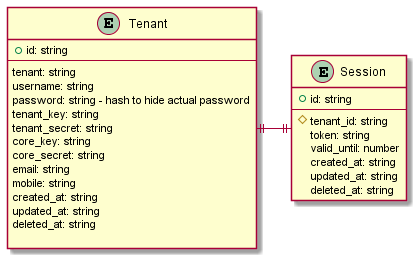 E Tenant
id: string
tenant: string
username: string
password: string - hash to hide actual password
tenant_key: string
tenant_secret: string
core_key: string
core_secret: string
email: string
mobile: string
created_at: string
updated_at: string
deleted_at: string
E Session
id: string
tenant_id: string
token: string
valid_until: number
created_at: string
updated_at: string
deleted_at: string